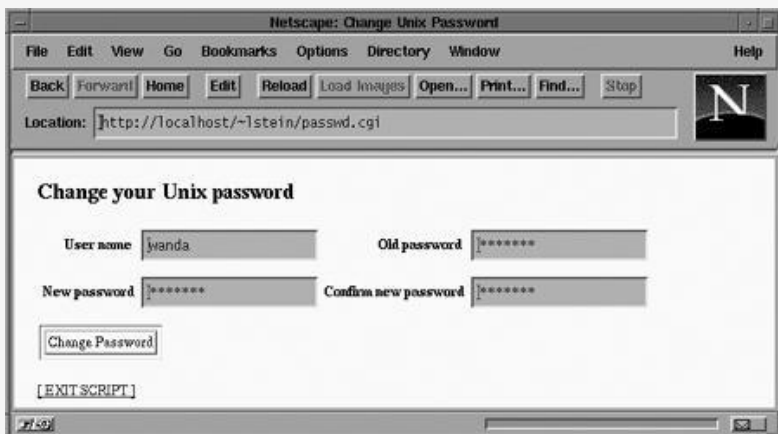 Netscape: Change Unix Password
File Edit View Go Bookmarks Options Directory Window Help
Back Forward Home Edit Reload Load Images Open... Print... Find... Stop
N
Location: http://localhost/~lstein/passwd.cgi
Change your Unix password
User name wanda Old password *******
New password ******* Confirm new password *******
Change Password
[ EXIT SCRIPT ]